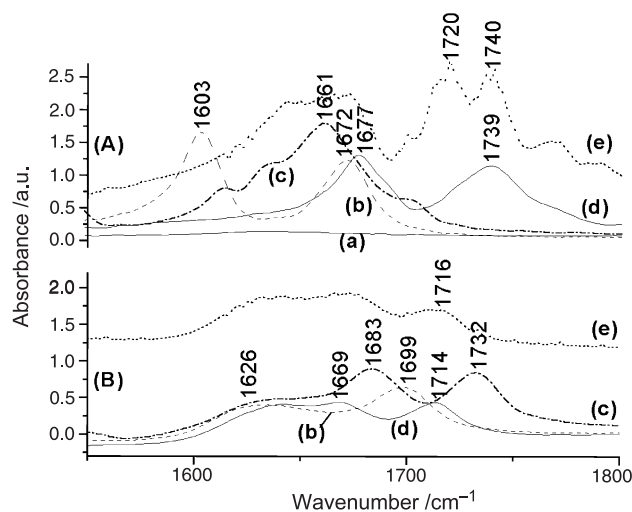 Absorbance /a.u.
(A)
2.5
2.0
1.5
1.0
0.5
0.0
1603
1661
1672
1677
1720
1740
1739
(a)
(b)
(c)
(d)
(e)
(B)
2.0
1.5
1.0
0.5
0.0
1626
1669
1683
1699
1714
1716
1732
(b)
(d)
(c)
(e)
1600 1700 1800
Wavenumber /cm⁻¹